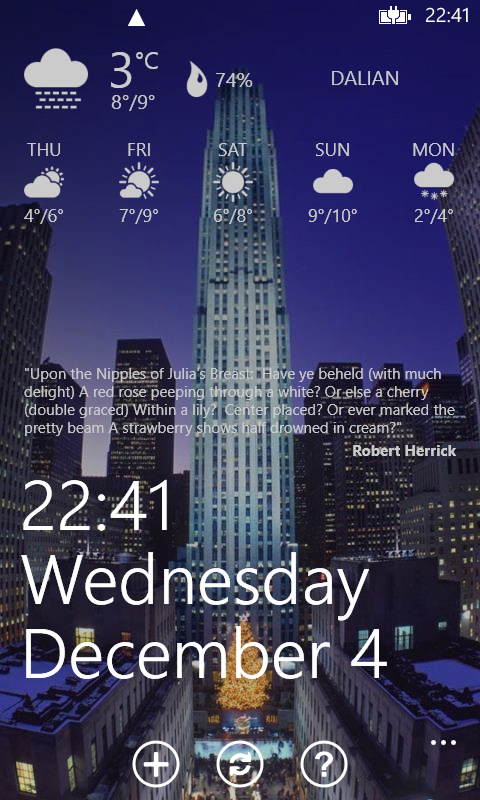 22:41
3°C
8°/9°
74%
DALIAN
THU FRI SAT SUN MON
4°/6° 7°/9° 6°/8° 9°/10° 2°/4°
"Upon the Nipples of Julia's Breast:  Have ye beheld (with much
delight) A red rose peeping through a white? Or else a cherry
(double graced) Within a lily?  Center placed? Or ever marked the
pretty beam A strawberry shows half drowned in cream?"
Robert Herrick
22:41
Wednesday
December 4